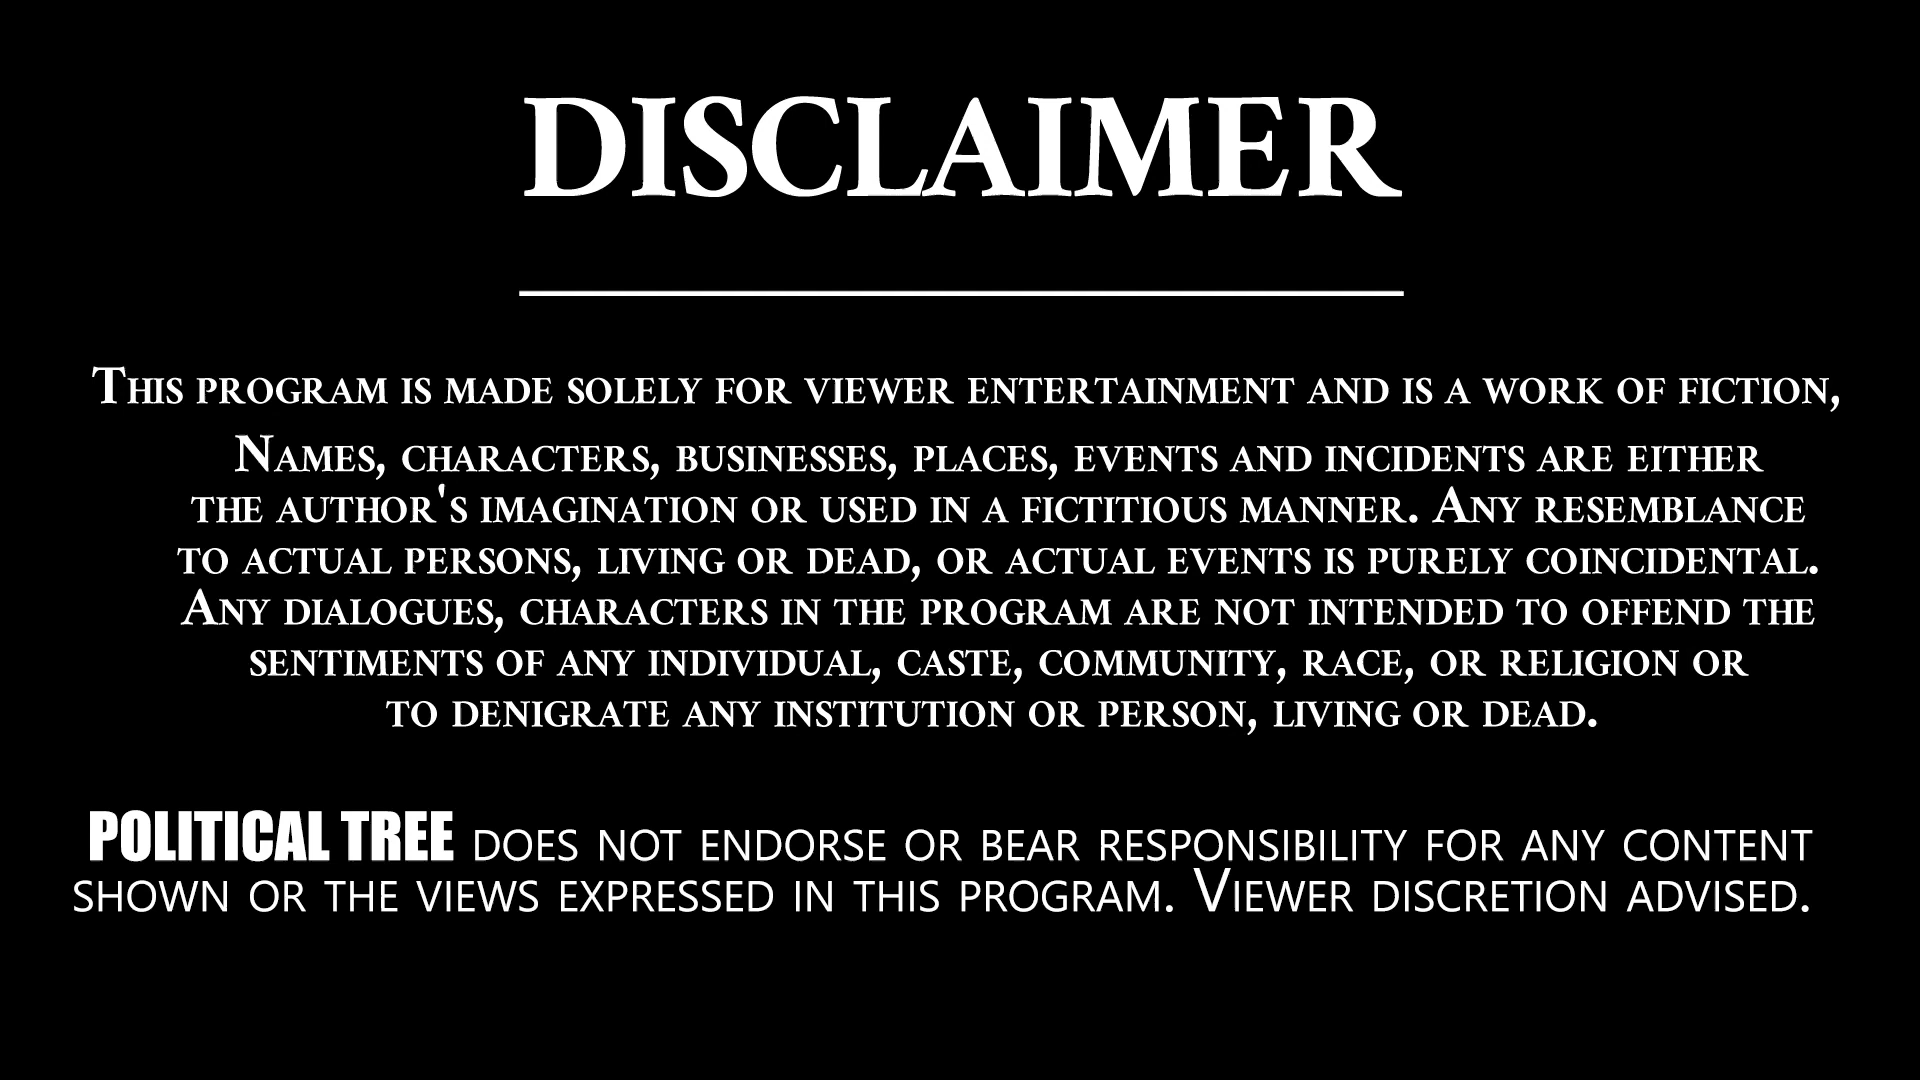 DISCLAIMER
This program is made solely for viewer entertainment and is a work of fiction,
Names, characters, businesses, places, events and incidents are either
the author's imagination or used in a fictitious manner. Any resemblance
to actual persons, living or dead, or actual events is purely coincidental.
Any dialogues, characters in the program are not intended to offend the
sentiments of any individual, caste, community, race, or religion or
to denigrate any institution or person, living or dead.
POLITICAL TREE does not endorse or bear responsibility for any content
shown or the views expressed in this program. Viewer discretion advised.